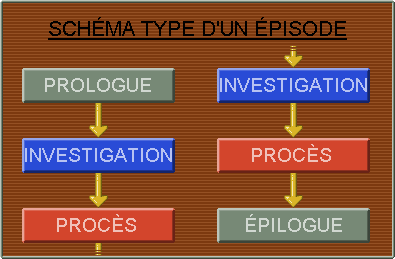 SCHÉMA TYPE D'UN ÉPISODE
PROLOGUE
INVESTIGATION
PROCÈS
INVESTIGATION
PROCÈS
ÉPILOGUE